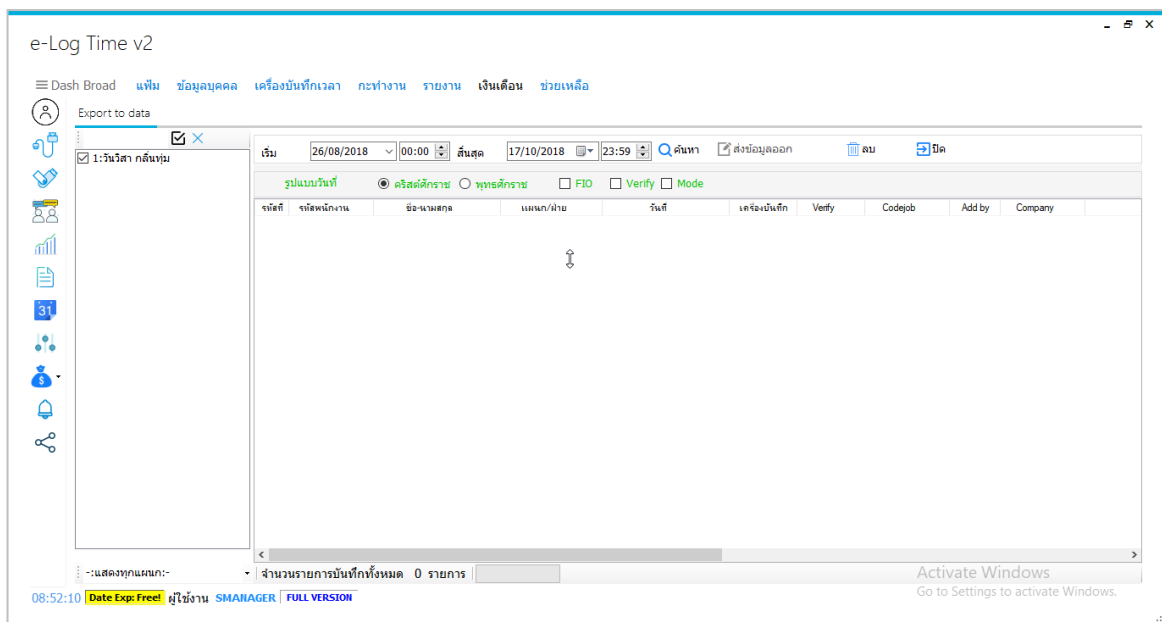 e-Log Time v2
Dash Broad แฟ้ม ข้อมูลบุคคล เครื่องบันทึกเวลา กะทำงาน รายงาน เงินเดือน ช่วยเหลือ
Export to data
1:วันวิสา กลิ่นทุ่ม
เริ่ม 26/08/2018 00:00 สิ้นสุด 17/10/2018 23:59 ค้นหา ส่งข้อมูลออก ลบ ปิด
รูปแบบวันที่ คริสต์ศักราช พุทธศักราช FIO Verify Mode
รหัสที่ รหัสพนักงาน ชื่อ-นามสกุล แผนก/ฝ่าย วันที่ เครื่องบันทึก Verify Codejob Add by Company
31
-:แสดงทุกแผนก:- จำนวนรายการบันทึกทั้งหมด 0 รายการ
Activate Windows
Go to Settings to activate Windows.
08:52:10 Date Exp: Free! ผู้ใช้งาน SMANAGER FULL VERSION